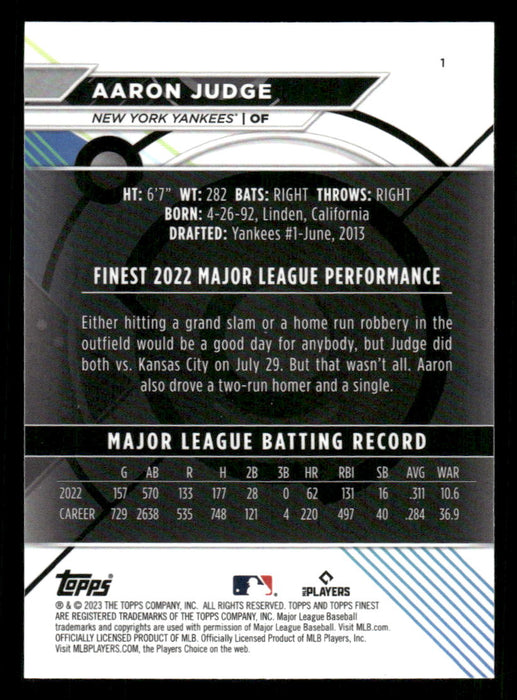 1
AARON JUDGE
NEW YORK YANKEES® | OF
HT: 6'7" WT: 282 BATS: RIGHT THROWS: RIGHT
BORN: 4-26-92, Linden, California
DRAFTED: Yankees #1-June, 2013
FINEST 2022 MAJOR LEAGUE PERFORMANCE
Either hitting a grand slam or a home run robbery in the
outfield would be a good day for anybody, but Judge did
both vs. Kansas City on July 29. But that wasn't all. Aaron
also drove a two-run homer and a single.
MAJOR LEAGUE BATTING RECORD
G AB R H 2B 3B HR RBI SB AVG WAR
2022 157 570 133 177 28 0 62 131 16 .311 10.6
CAREER 729 2638 535 748 121 4 220 497 40 .284 36.9
topps
MLB PLAYERS
® & © 2023 THE TOPPS COMPANY, INC. ALL RIGHTS RESERVED. TOPPS AND TOPPS FINEST
ARE REGISTERED TRADEMARKS OF THE TOPPS COMPANY, INC. Major League Baseball
trademarks and copyrights are used with permission of Major League Baseball. Visit MLB.com.
OFFICIALLY LICENSED PRODUCT OF MLB. Officially Licensed Product of MLB Players, Inc.
Visit MLBPLAYERS.com, the Players Choice on the web.